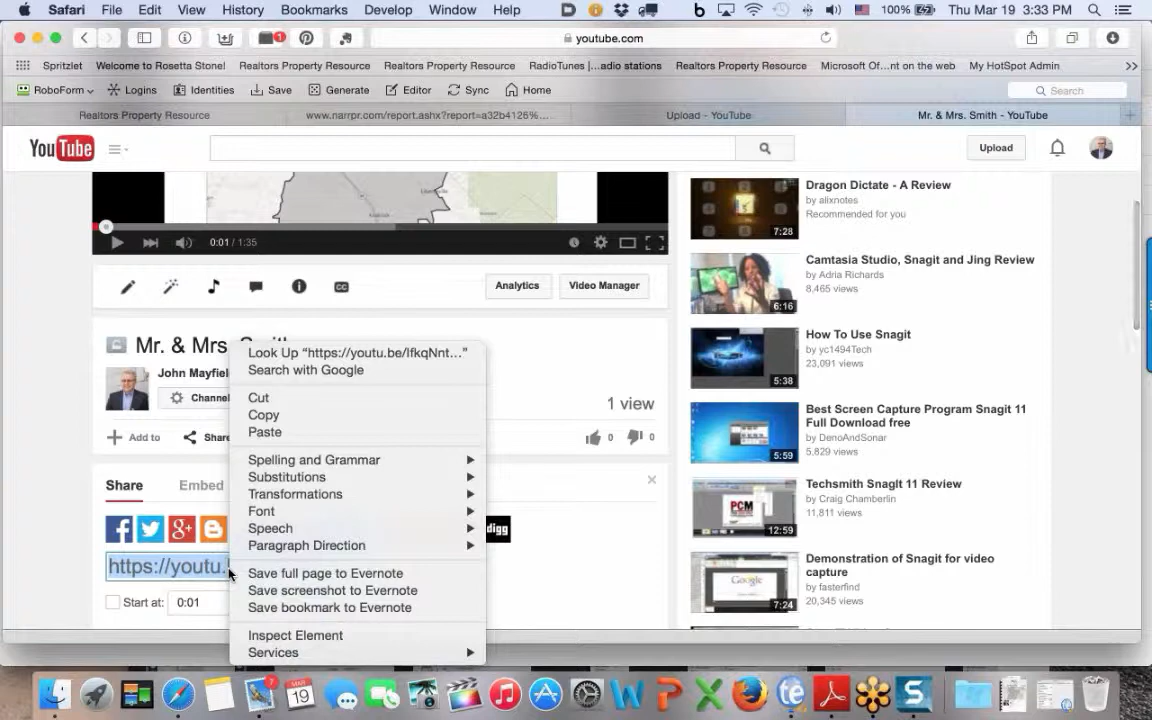 Safari File Edit View History Bookmarks Develop Window Help 100% Thu Mar 19 3:33 PM
youtube.com
Spritzlet Welcome to Rosetta Stone! Realtors Property Resource Realtors Property Resource RadioTunes |...adio stations Realtors Property Resource Microsoft Of...nt on the web My HotSpot Admin
RoboForm Logins Identities Save Generate Editor Sync Home Search
Realtors Property Resource www.narrpr.com/report.ashx?report=a32b4126%... Upload - YouTube Mr. & Mrs. Smith - YouTube
YouTube Upload
0:01 / 1:35
Analytics Video Manager
Mr. & Mrs. Smith
John Mayfiel
Channel
1 view
Add to Share 0 0
Share Embed
digg
https://youtu.
Start at: 0:01
Look Up "https://youtu.be/lfkqNnt..."
Search with Google
Cut
Copy
Paste
Spelling and Grammar
Substitutions
Transformations
Font
Speech
Paragraph Direction
Save full page to Evernote
Save screenshot to Evernote
Save bookmark to Evernote
Inspect Element
Services
Dragon Dictate - A Review
by alixnotes
Recommended for you
7:28
Camtasia Studio, Snagit and Jing Review
by Adria Richards
8,465 views
6:16
How To Use Snagit
by yc1494Tech
23,091 views
5:38
Best Screen Capture Program Snagit 11
Full Download free
by DenoAndSonar
5,829 views
5:59
Techsmith SnagIt 11 Review
by Craig Chamberlin
11,811 views
PCM
12:59
Demonstration of Snagit for video
capture
by fasterfind
20,345 views
Google
7:24